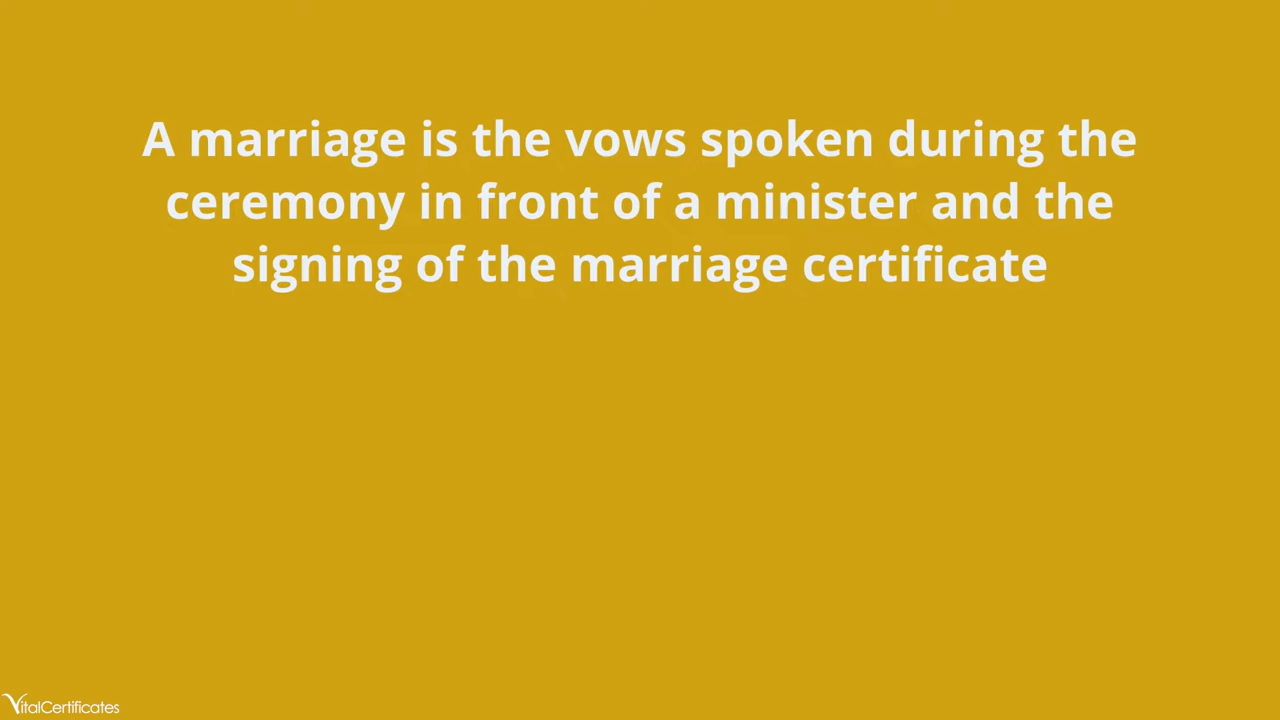 A marriage is the vows spoken during the
ceremony in front of a minister and the
signing of the marriage certificate
VitalCertificates